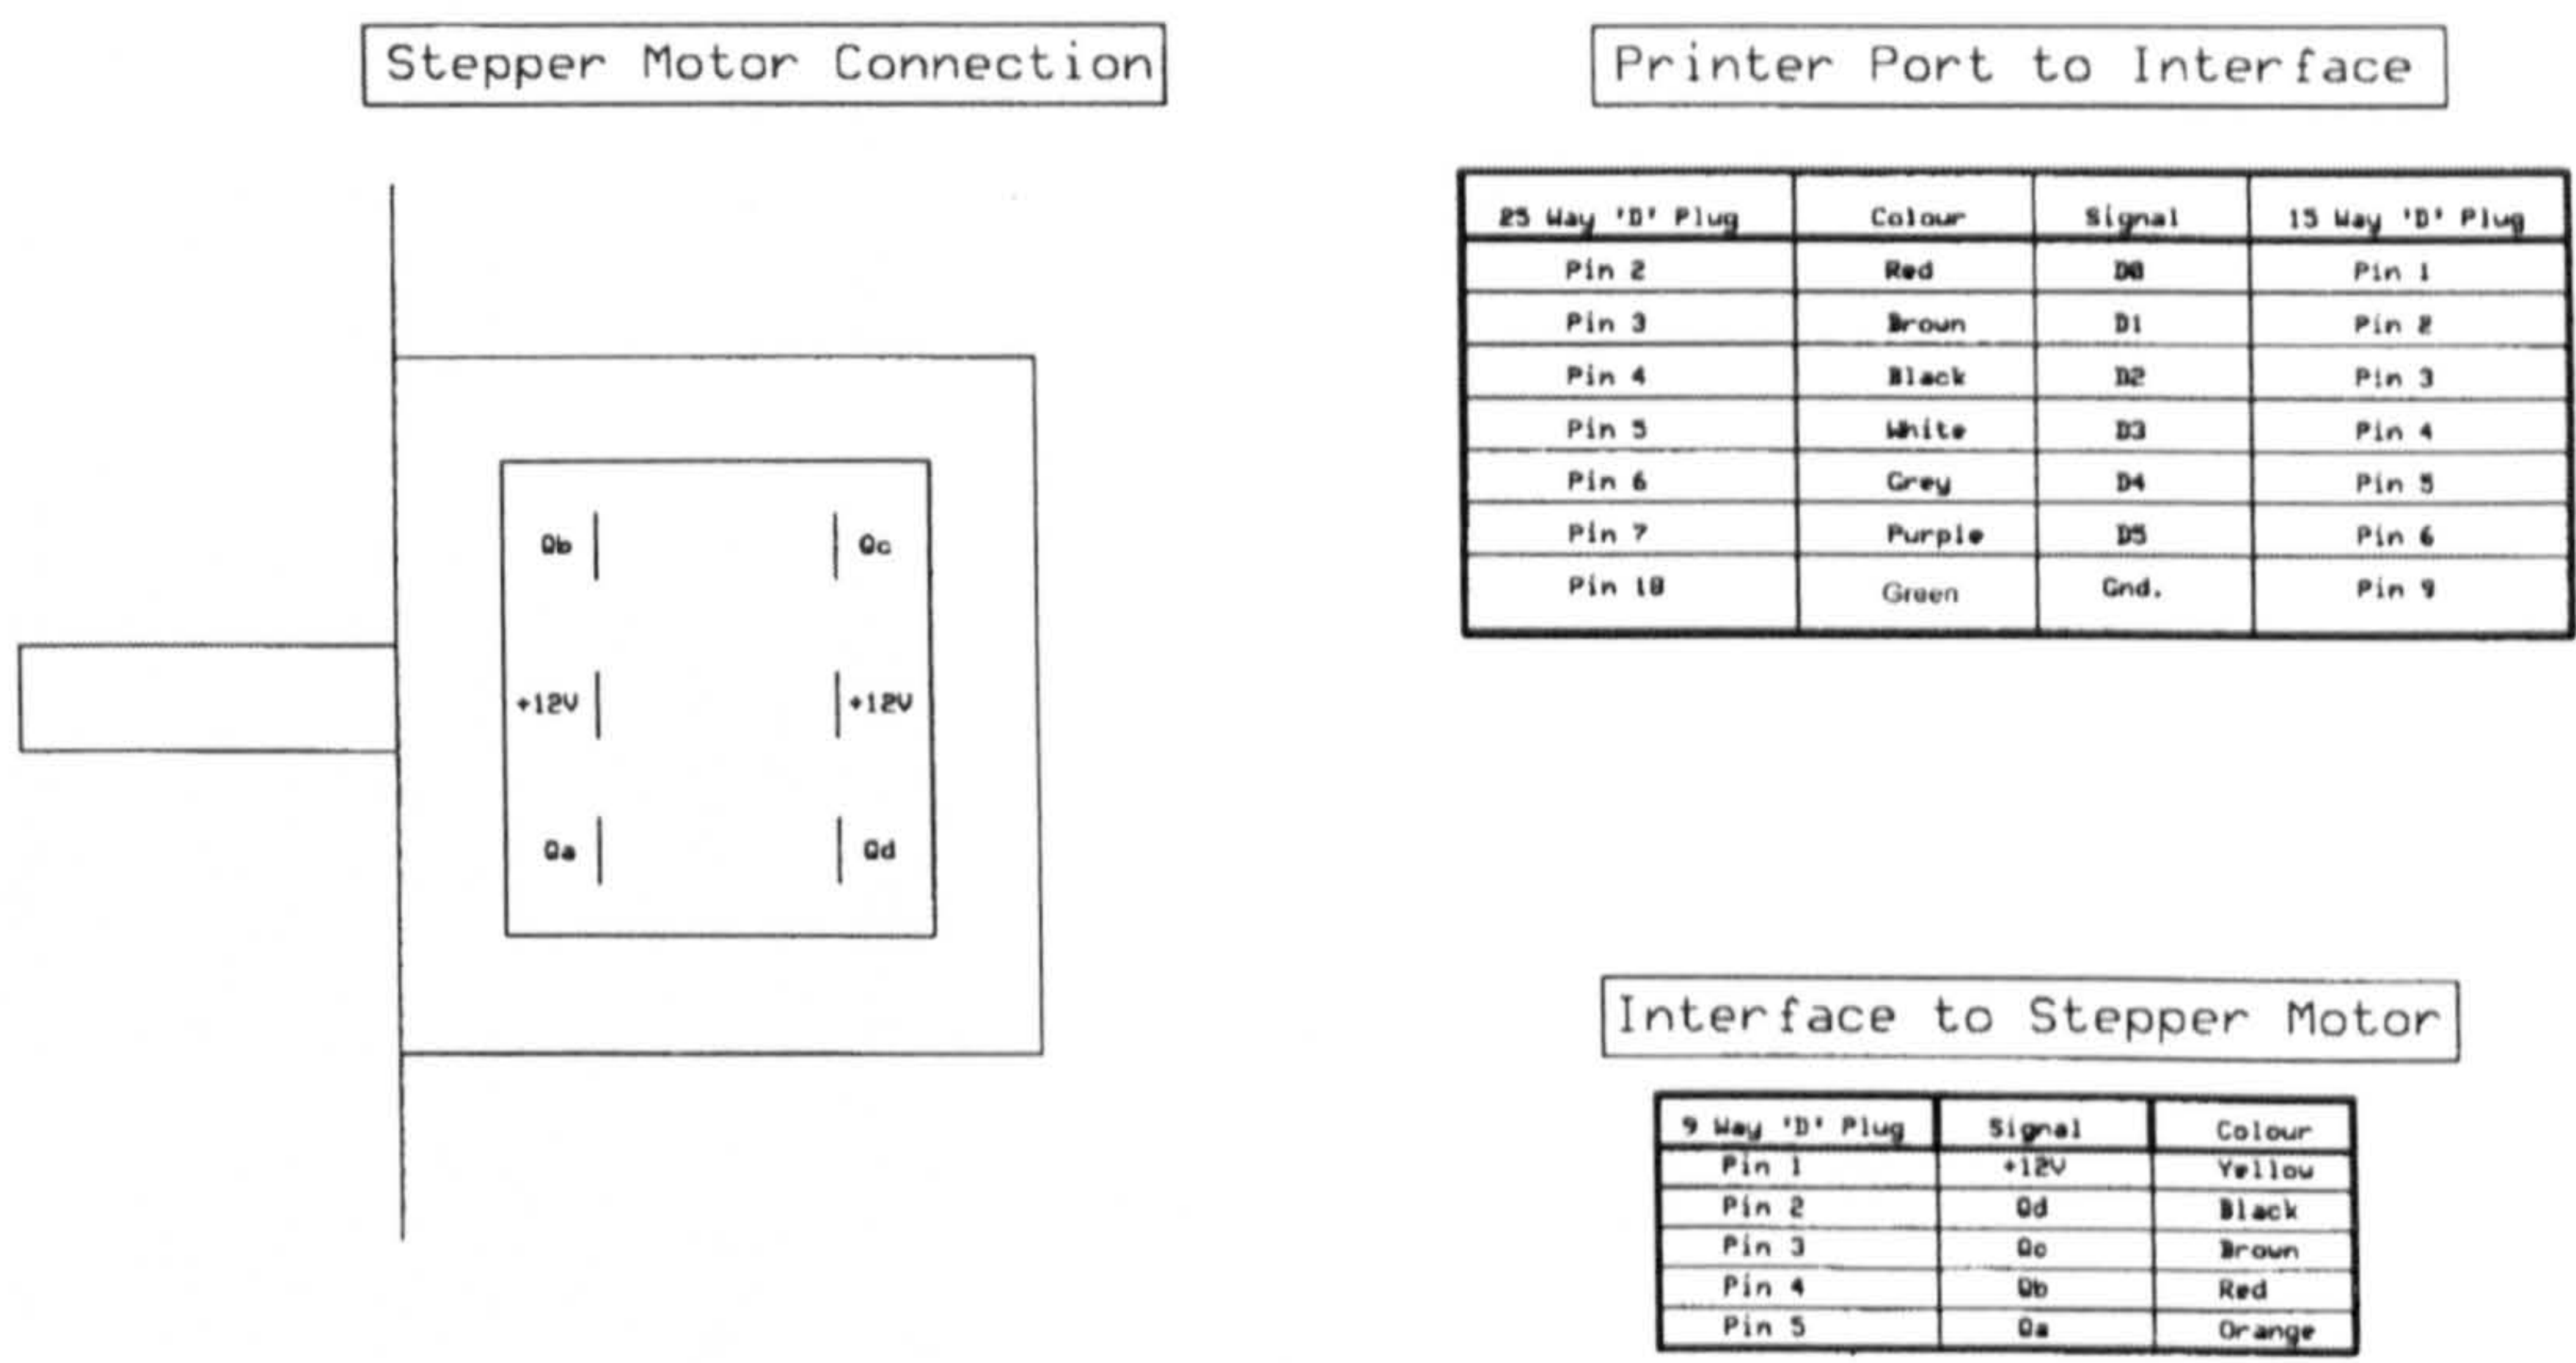 Stepper Motor Connection
Qb Qc
+12V +12V
Qa Qd
Printer Port to Interface
25 Way 'D' Plug Colour Signal 15 Way 'D' Plug
Pin 2 Red D0 Pin 1
Pin 3 Brown D1 Pin 2
Pin 4 Black D2 Pin 3
Pin 5 White D3 Pin 4
Pin 6 Grey D4 Pin 5
Pin 7 Purple D5 Pin 6
Pin 18 Green Gnd. Pin 9
Interface to Stepper Motor
9 Way 'D' Plug Signal Colour
Pin 1 +12V Yellow
Pin 2 Qd Black
Pin 3 Qc Brown
Pin 4 Qb Red
Pin 5 Qa Orange